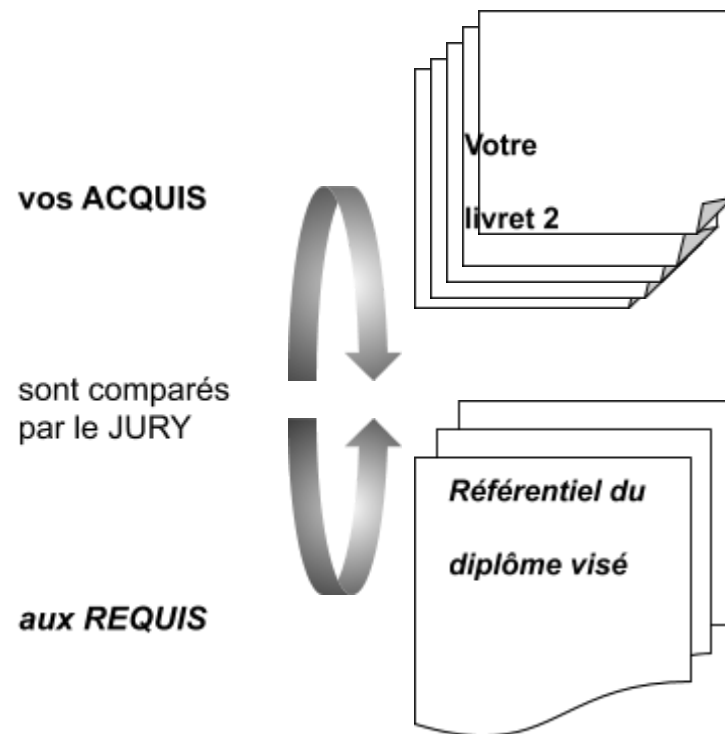 Votre
livret 2
vos ACQUIS
sont comparés
par le JURY
Référentiel du
diplôme visé
aux REQUIS